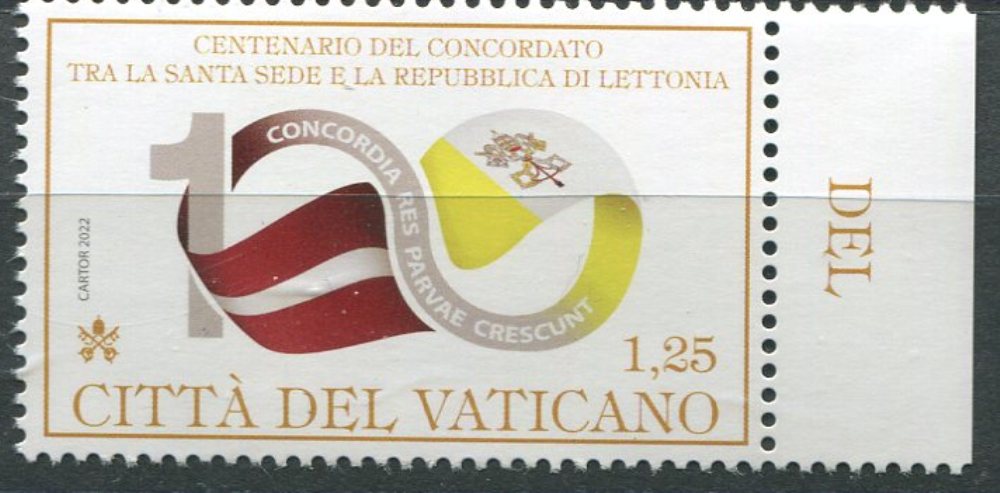 CENTENARIO DEL CONCORDATO
TRA LA SANTA SEDE E LA REPUBBLICA DI LETTONIA
100
CONCORDIA RES PARVAE CRESCUNT
CARTOR 2022
1,25
CITTÀ DEL VATICANO
DEL